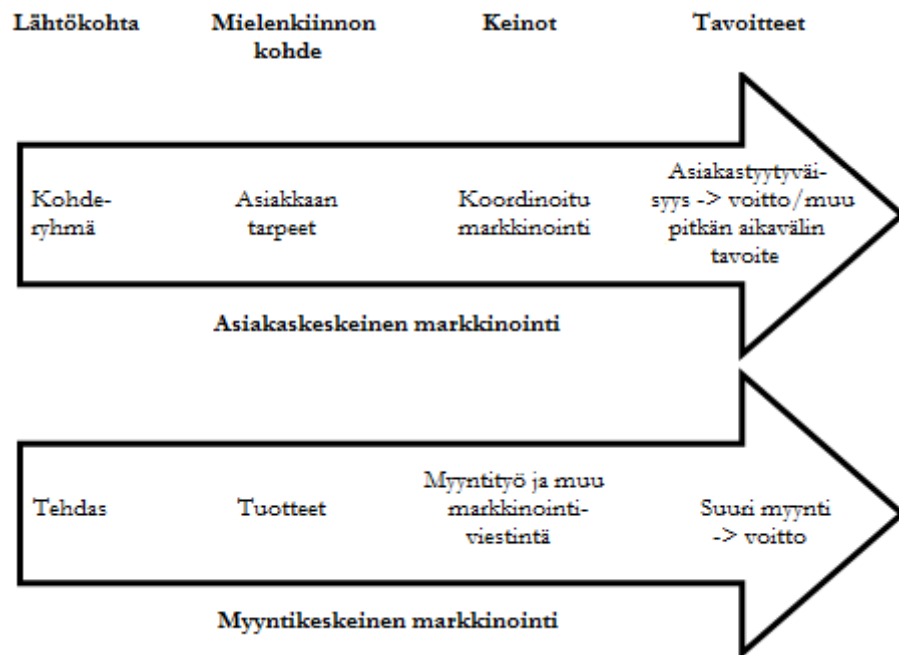 Lähtökohta
Mielenkiinnon
kohde
Keinot
Tavoitteet
Kohde-
ryhmä
Asiakkaan
tarpeet
Koordinoitu
markkinointi
Asiakastyytyväi-
syys -> voitto/muu
pitkän aikavälin
tavoite
Asiakaskeskeinen markkinointi
Tehdas
Tuotteet
Myyntityö ja muu
markkinointi-
viestintä
Suuri myynti
-> voitto
Myyntikeskeinen markkinointi